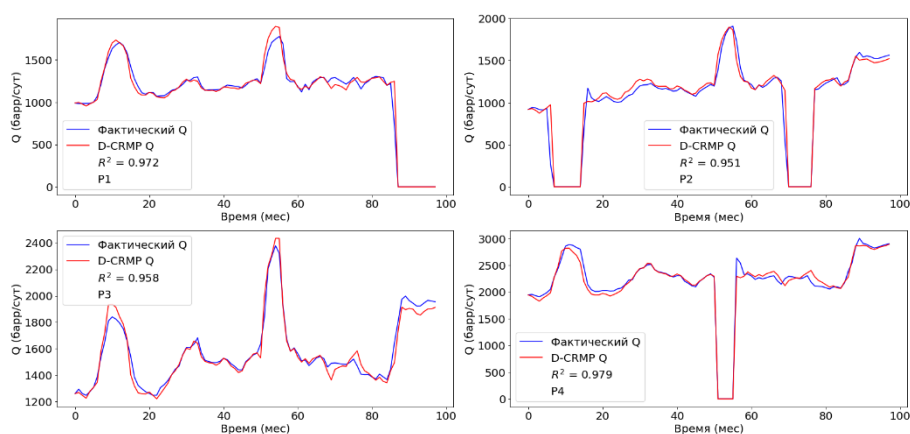 1500
1000
500
0
Q (барр/сут)
Фактический Q
D-CRMP Q
R² = 0.972
P1
0
20
40
60
80
100
Время (мес)
2000
1500
1000
500
0
Q (барр/сут)
Фактический Q
D-CRMP Q
R² = 0.951
P2
0
20
40
60
80
100
Время (мес)
2400
2200
2000
1800
1600
1400
1200
Q (барр/сут)
Фактический Q
D-CRMP Q
R² = 0.958
P3
0
20
40
60
80
100
Время (мес)
3000
2500
2000
1500
1000
500
0
Q (барр/сут)
Фактический Q
D-CRMP Q
R² = 0.979
P4
0
20
40
60
80
100
Время (мес)